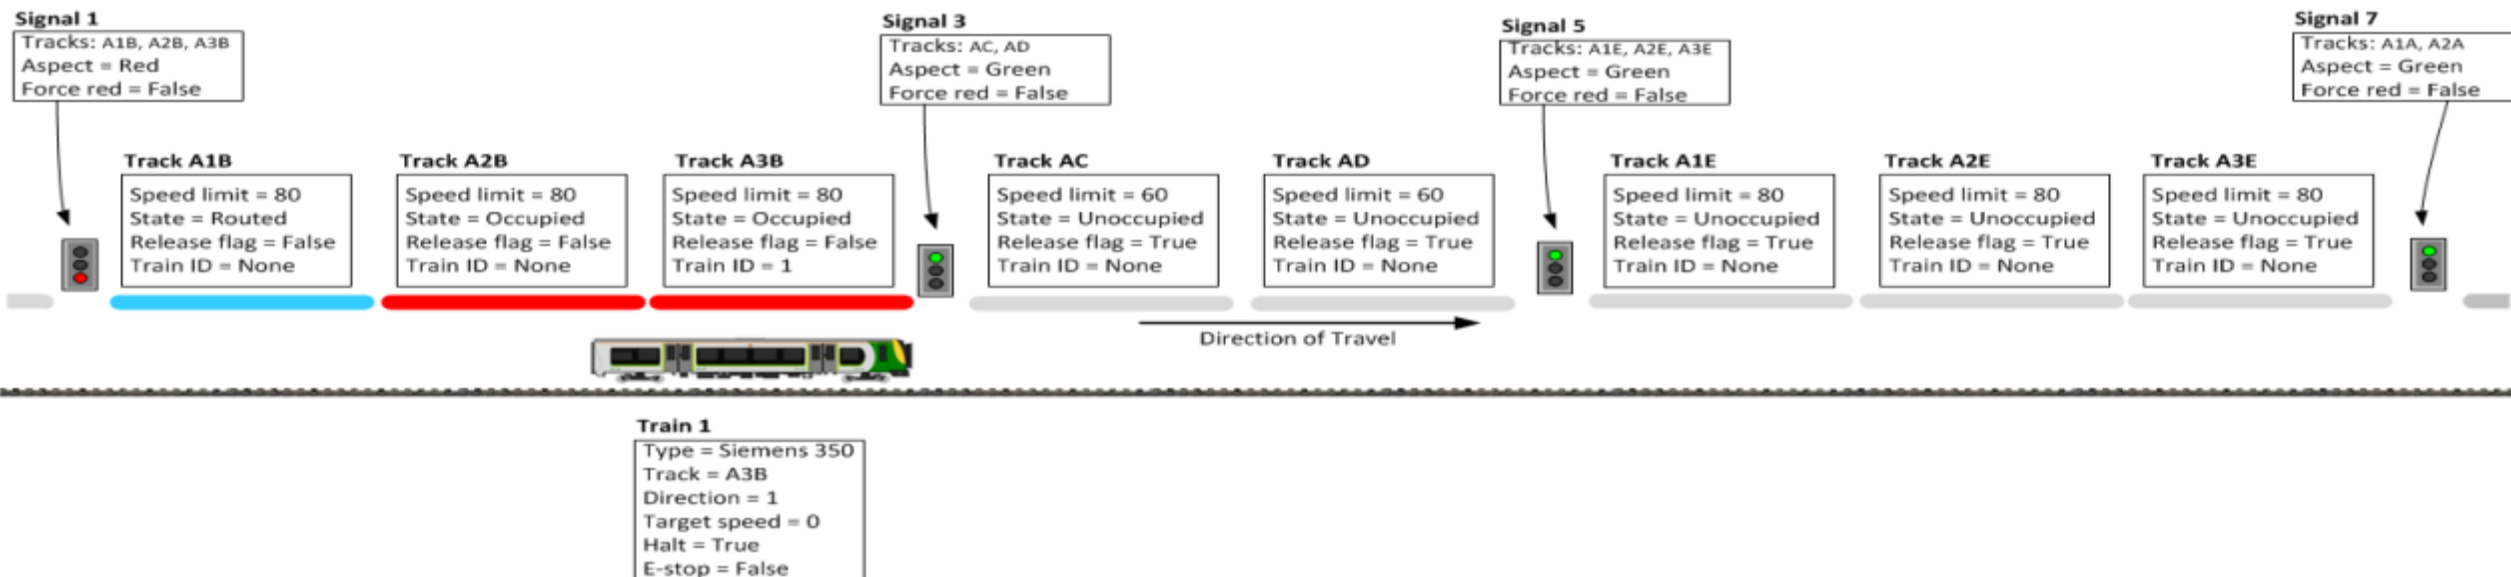 Signal 1
Tracks: A1B, A2B, A3B
Aspect = Red
Force red = False
Signal 3
Tracks: AC, AD
Aspect = Green
Force red = False
Signal 5
Tracks: A1E, A2E, A3E
Aspect = Green
Force red = False
Signal 7
Tracks: A1A, A2A
Aspect = Green
Force red = False
Track A1B
Speed limit = 80
State = Routed
Release flag = False
Train ID = None
Track A2B
Speed limit = 80
State = Occupied
Release flag = False
Train ID = None
Track A3B
Speed limit = 80
State = Occupied
Release flag = False
Train ID = 1
Track AC
Speed limit = 60
State = Unoccupied
Release flag = True
Train ID = None
Track AD
Speed limit = 60
State = Unoccupied
Release flag = True
Train ID = None
Track A1E
Speed limit = 80
State = Unoccupied
Release flag = True
Train ID = None
Track A2E
Speed limit = 80
State = Unoccupied
Release flag = True
Train ID = None
Track A3E
Speed limit = 80
State = Unoccupied
Release flag = True
Train ID = None
Direction of Travel
Train 1
Type = Siemens 350
Track = A3B
Direction = 1
Target speed = 0
Halt = True
E-stop = False